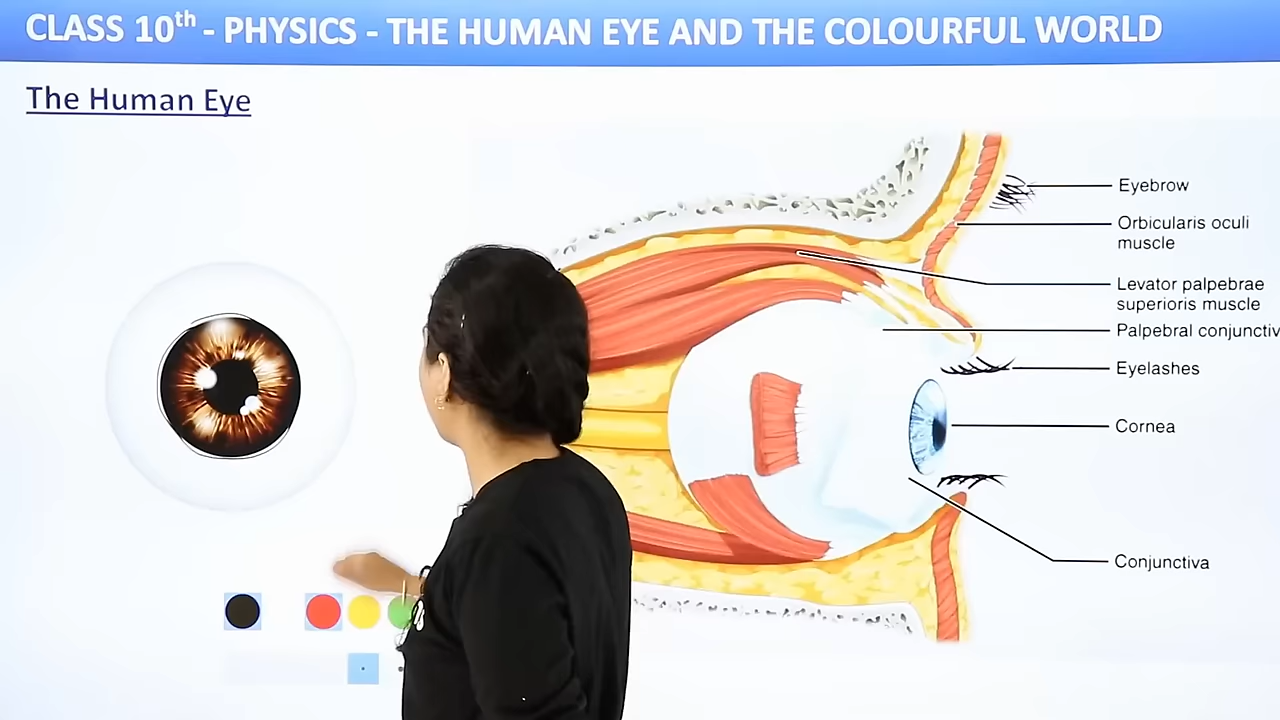 CLASS 10th - PHYSICS - THE HUMAN EYE AND THE COLOURFUL WORLD
The Human Eye
Eyebrow
Orbicularis oculi
muscle
Levator palpebrae
superioris muscle
Palpebral conjunctiv
Eyelashes
Cornea
Conjunctiva